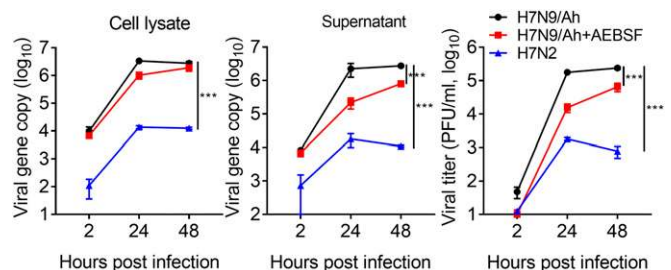 Cell lysate
Viral gene copy (log10)
7
6
5
4
3
2
1
2 24 48
Hours post infection
***
Supernatant
Viral gene copy (log10)
7
6
5
4
3
2
2 24 48
Hours post infection
***
***
H7N9/Ah
H7N9/Ah+AEBSF
H7N2
Viral titer (PFU/ml, log10)
6
5
4
3
2
1
2 24 48
Hours post infection
***
***